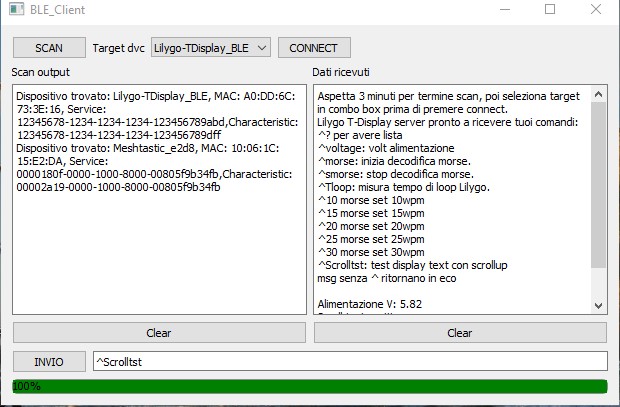 BLE_Client
SCAN
Target dvc
Lilygo-TDisplay_BLE
CONNECT
Scan output
Dispositivo trovato: Lilygo-TDisplay_BLE, MAC: A0:DD:6C:
73:3E:16, Service:
12345678-1234-1234-1234-123456789abd,Characteristic:
12345678-1234-1234-1234-123456789dff
Dispositivo trovato: Meshtastic_e2d8, MAC: 10:06:1C:
15:E2:DA, Service:
0000180f-0000-1000-8000-00805f9b34fb,Characteristic:
00002a19-0000-1000-8000-00805f9b34fb
Clear
Dati ricevuti
Aspetta 3 minuti per termine scan, poi seleziona target
in combo box prima di premere connect.
Lilygo T-Display server pronto a ricevere tuoi comandi:
^? per avere lista
^voltage: volt alimentazione
^morse: inizia decodifica morse.
^smorse: stop decodifica morse.
^Tloop: misura tempo di loop Lilygo.
^10 morse set 10wpm
^15 morse set 15wpm
^20 morse set 20wpm
^25 morse set 25wpm
^30 morse set 30wpm
^Scrolltst: test display text con scrollup
msg senza ^ ritornano in eco
Alimentazione V: 5.82
Clear
INVIO
^Scrolltst
100%